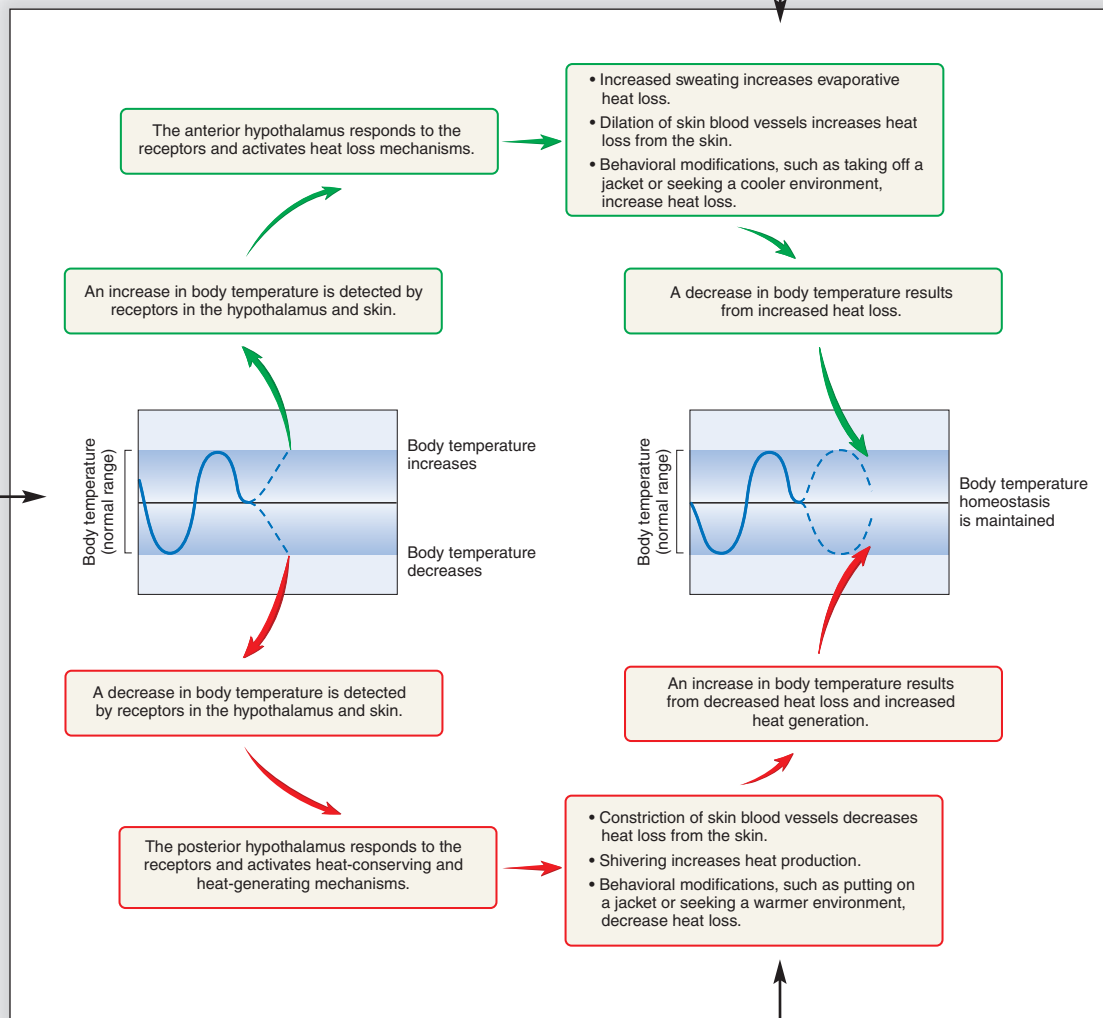 • Increased sweating increases evaporative
heat loss.
• Dilation of skin blood vessels increases heat
loss from the skin.
• Behavioral modifications, such as taking off a
jacket or seeking a cooler environment,
increase heat loss.
The anterior hypothalamus responds to the
receptors and activates heat loss mechanisms.
An increase in body temperature is detected by
receptors in the hypothalamus and skin.
A decrease in body temperature results
from increased heat loss.
Body temperature
(normal range)
Body temperature
increases
Body temperature
decreases
Body temperature
(normal range)
Body temperature
homeostasis
is maintained
A decrease in body temperature is detected
by receptors in the hypothalamus and skin.
An increase in body temperature results
from decreased heat loss and increased
heat generation.
The posterior hypothalamus responds to the
receptors and activates heat-conserving and
heat-generating mechanisms.
• Constriction of skin blood vessels decreases
heat loss from the skin.
• Shivering increases heat production.
• Behavioral modifications, such as putting on
a jacket or seeking a warmer environment,
decrease heat loss.